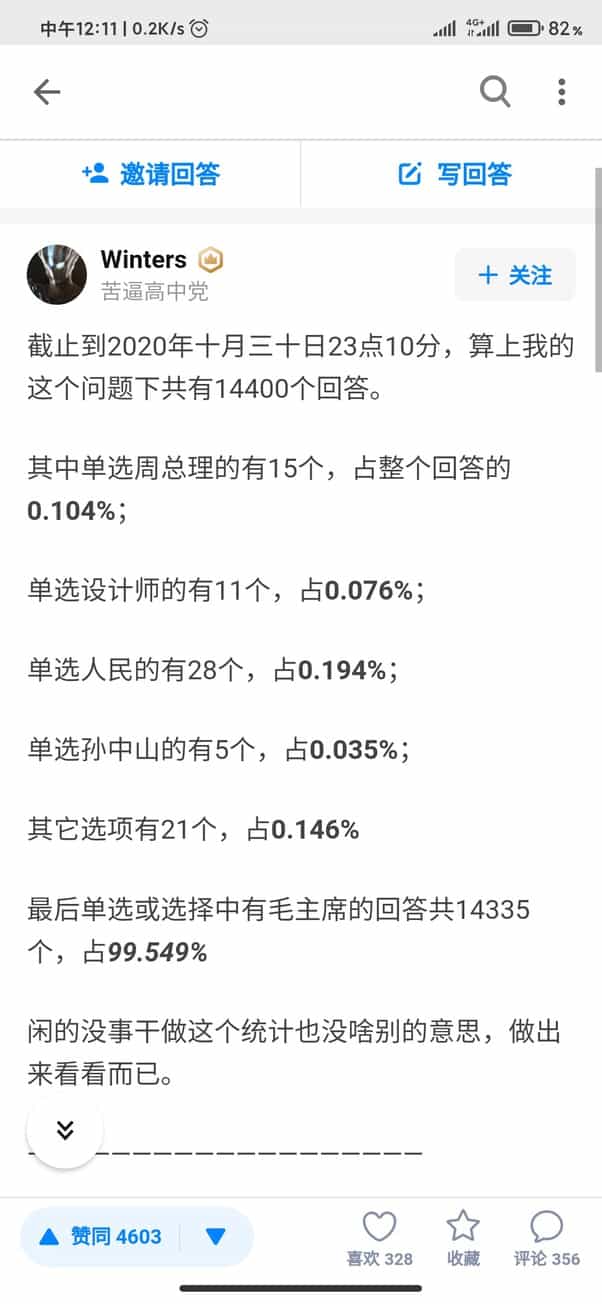 中午12:11 | 0.2K/s
4G+
82%
邀请回答
写回答
Winters
苦逼高中党
+ 关注
截止到2020年十月三十日23点10分，算上我的
这个问题下共有14400个回答。
其中单选周总理的有15个，占整个回答的
0.104%；
单选设计师的有11个，占0.076%；
单选人民的有28个，占0.194%；
单选孙中山的有5个，占0.035%；
其它选项有21个，占0.146%
最后单选或选择中有毛主席的回答共14335
个，占99.549%
闲的没事干做这个统计也没啥别的意思，做出
来看看而已。
赞同 4603
喜欢 328
收藏
评论 356